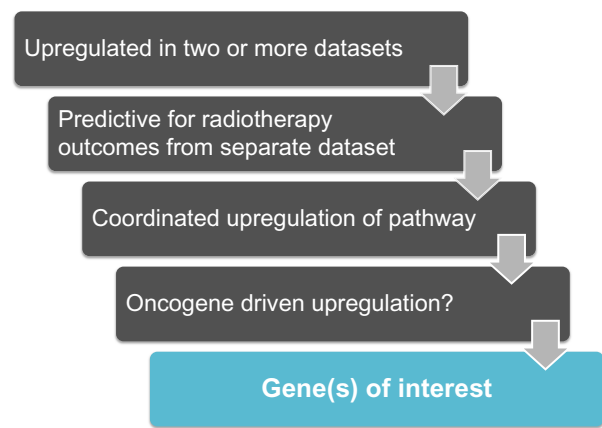 Upregulated in two or more datasets
Predictive for radiotherapy
outcomes from separate dataset
Coordinated upregulation of pathway
Oncogene driven upregulation?
Gene(s) of interest